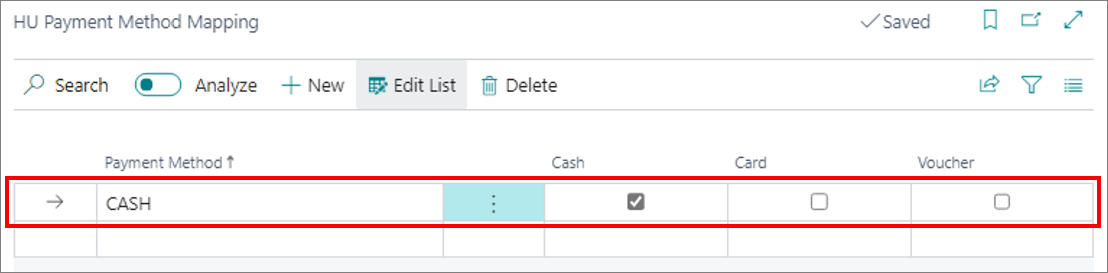 HU Payment Method Mapping
Saved
Search Analyze New Edit List Delete
Payment Method↑ Cash Card Voucher
CASH